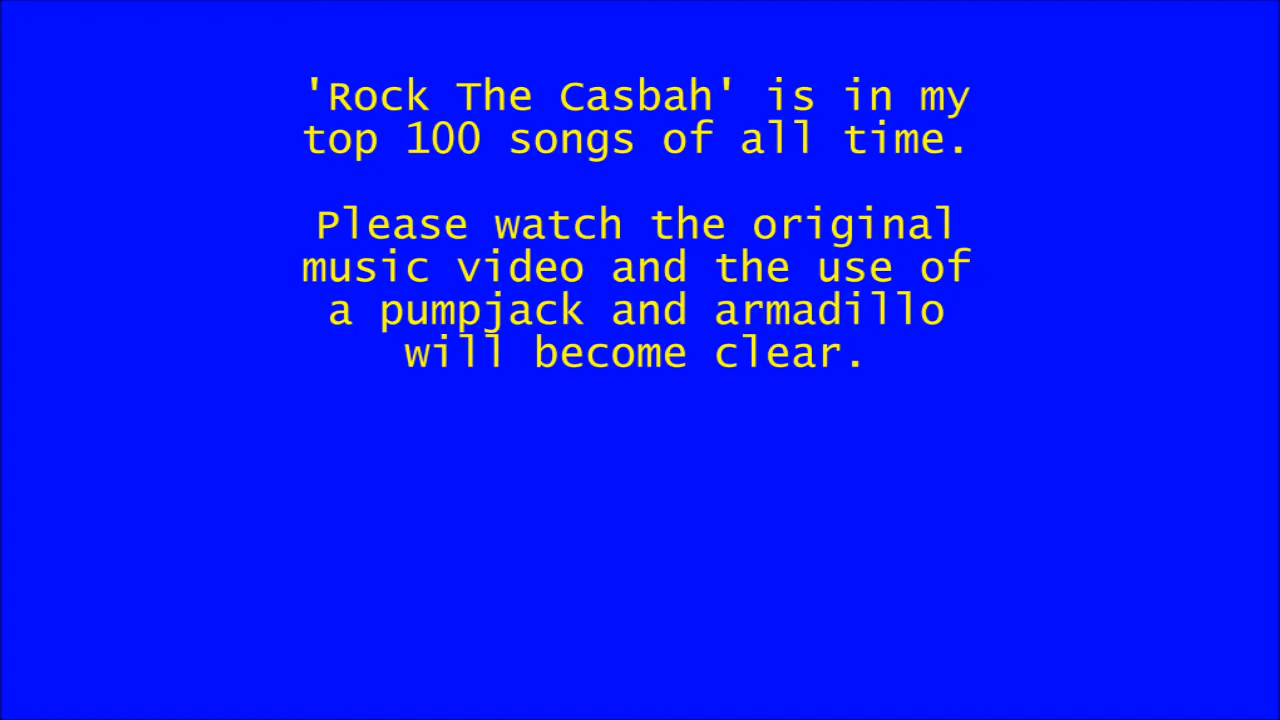 'Rock The Casbah' is in my
top 100 songs of all time.
Please watch the original
music video and the use of
a pumpjack and armadillo
will become clear.